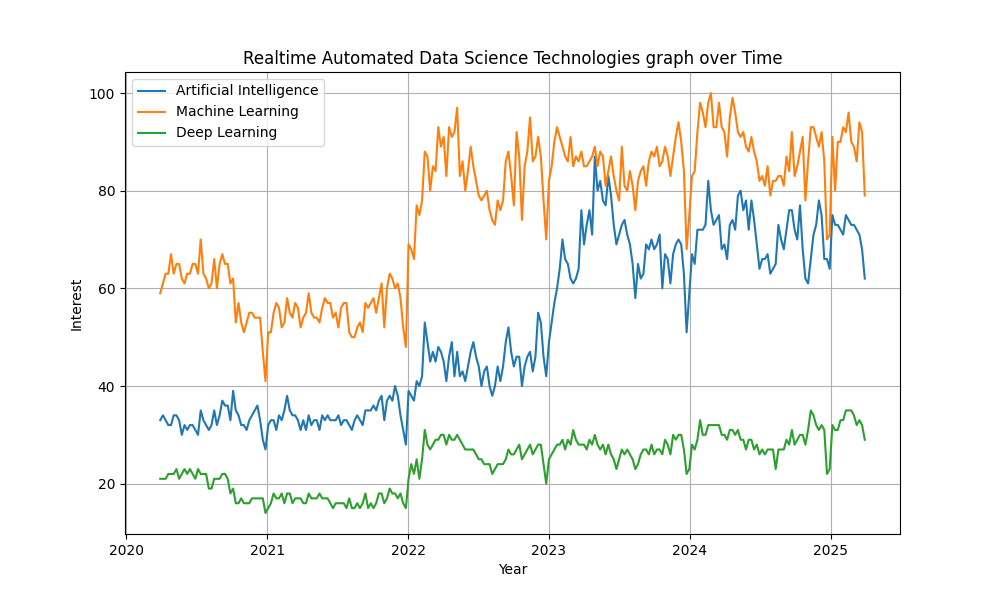 Realtime Automated Data Science Technologies graph over Time
Artificial Intelligence
Machine Learning
Deep Learning
100
80
60
40
20
Interest
2020 2021 2022 2023 2024 2025
Year